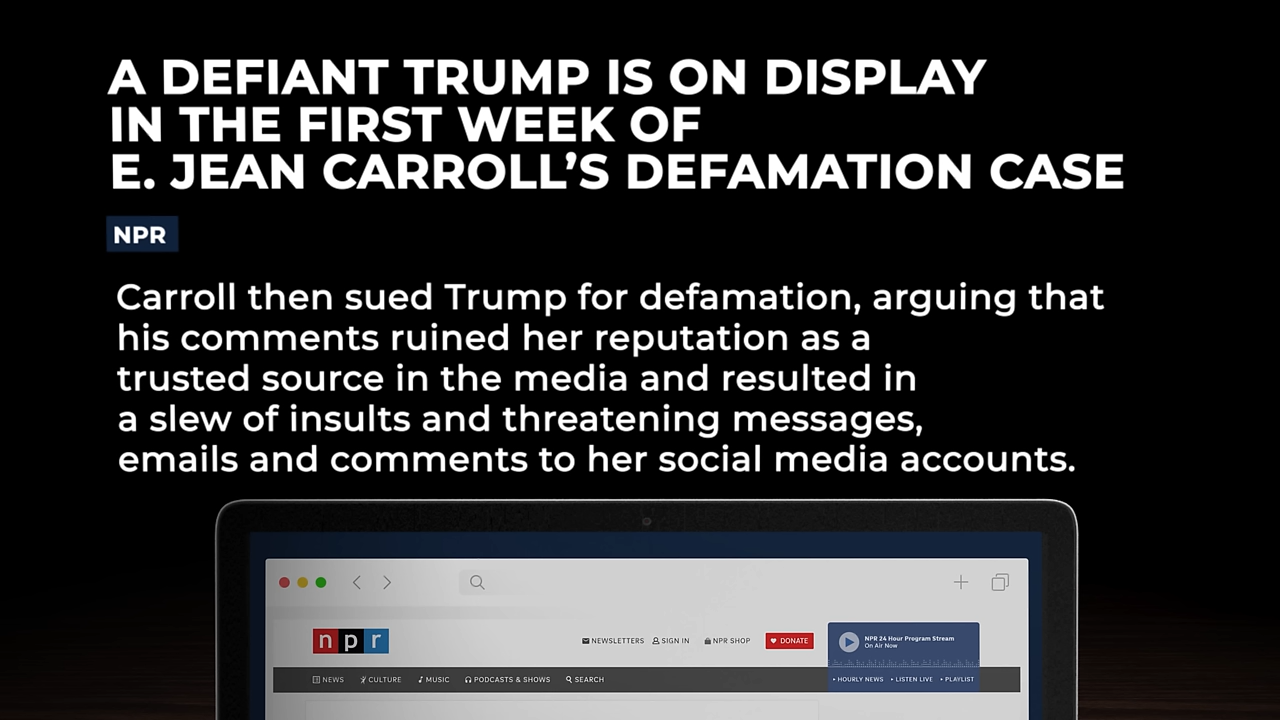 A DEFIANT TRUMP IS ON DISPLAY
IN THE FIRST WEEK OF
E. JEAN CARROLL’S DEFAMATION CASE
NPR
Carroll then sued Trump for defamation, arguing that
his comments ruined her reputation as a
trusted source in the media and resulted in
a slew of insults and threatening messages,
emails and comments to her social media accounts.
npr
NEWSLETTERS SIGN IN NPR SHOP DONATE
NPR 24 Hour Program Stream
On Air Now
NEWS CULTURE MUSIC PODCASTS & SHOWS SEARCH
• HOURLY NEWS • LISTEN LIVE • PLAYLIST